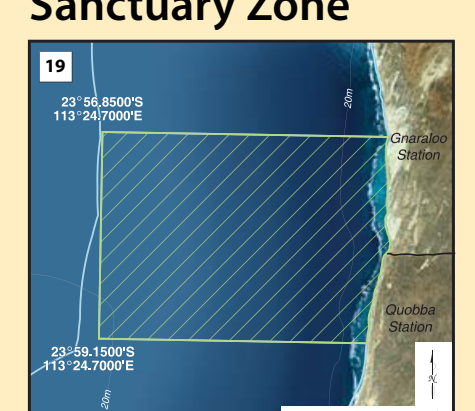 Sanctuary Zone
19
23°56.8500'S
113°24.7000'E
20m
Gnaraloo
Station
Quobba
Station
23°59.1500'S
113°24.7000'E
20m
N